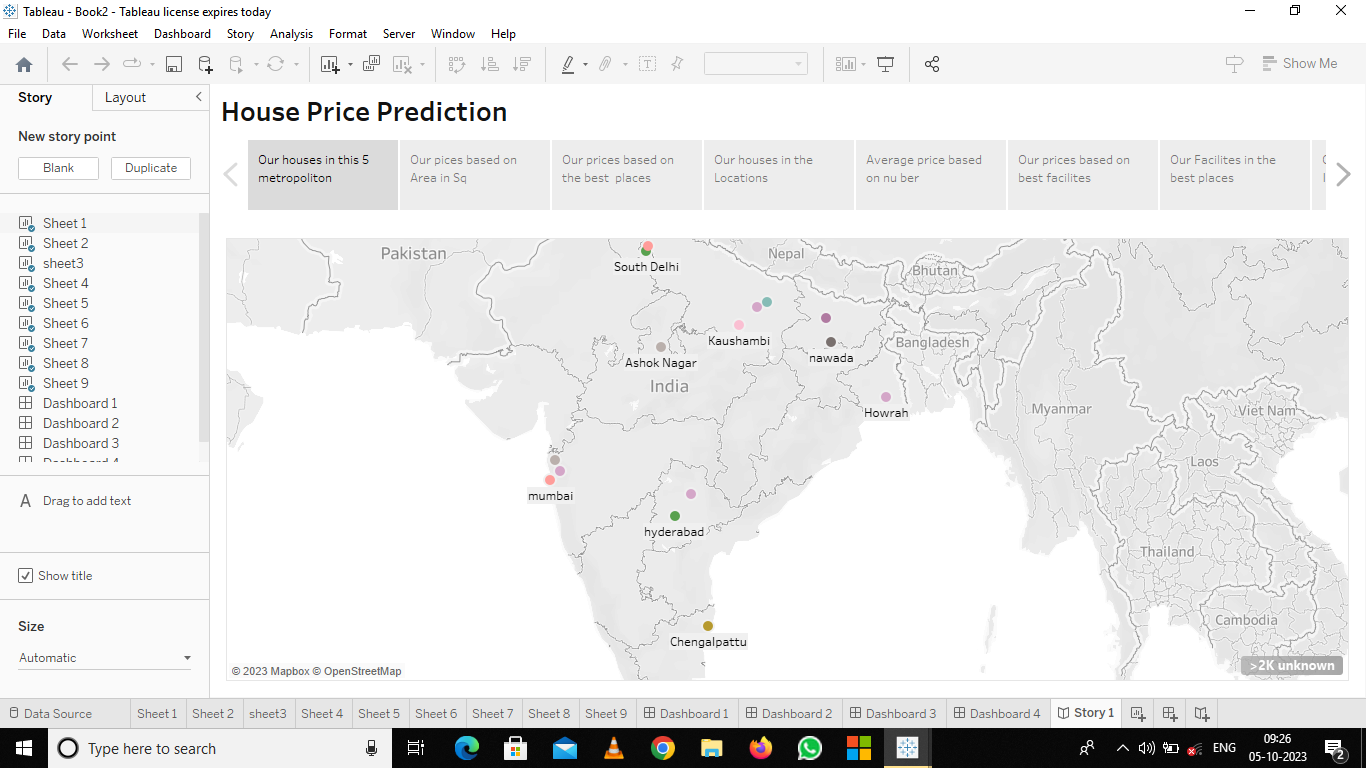 Tableau - Book2 - Tableau license expires today
File Data Worksheet Dashboard Story Analysis Format Server Window Help
Show Me
Story
Layout
New story point
Blank
Duplicate
Sheet 1
Sheet 2
sheet3
Sheet 4
Sheet 5
Sheet 6
Sheet 7
Sheet 8
Sheet 9
Dashboard 1
Dashboard 2
Dashboard 3
A Drag to add text
Show title
Size
Automatic
House Price Prediction
Our houses in this 5
metropoliton
Our pices based on
Area in Sq
Our prices based on
the best places
Our houses in the
Locations
Average price based
on nu ber
Our prices based on
best facilites
Our Facilites in the
best places
Pakistan
Nepal
Bhutan
South Delhi
Kaushambi
Bangladesh
nawada
Ashok Nagar
India
Howrah
Myanmar
Viet Nam
Laos
mumbai
hyderabad
Thailand
Cambodia
Chengalpattu
© 2023 Mapbox © OpenStreetMap
>2K unknown
Data Source Sheet 1 Sheet 2 sheet3 Sheet 4 Sheet 5 Sheet 6 Sheet 7 Sheet 8 Sheet 9 Dashboard 1 Dashboard 2 Dashboard 3 Dashboard 4 Story 1
Type here to search
ENG
09:26
05-10-2023
2